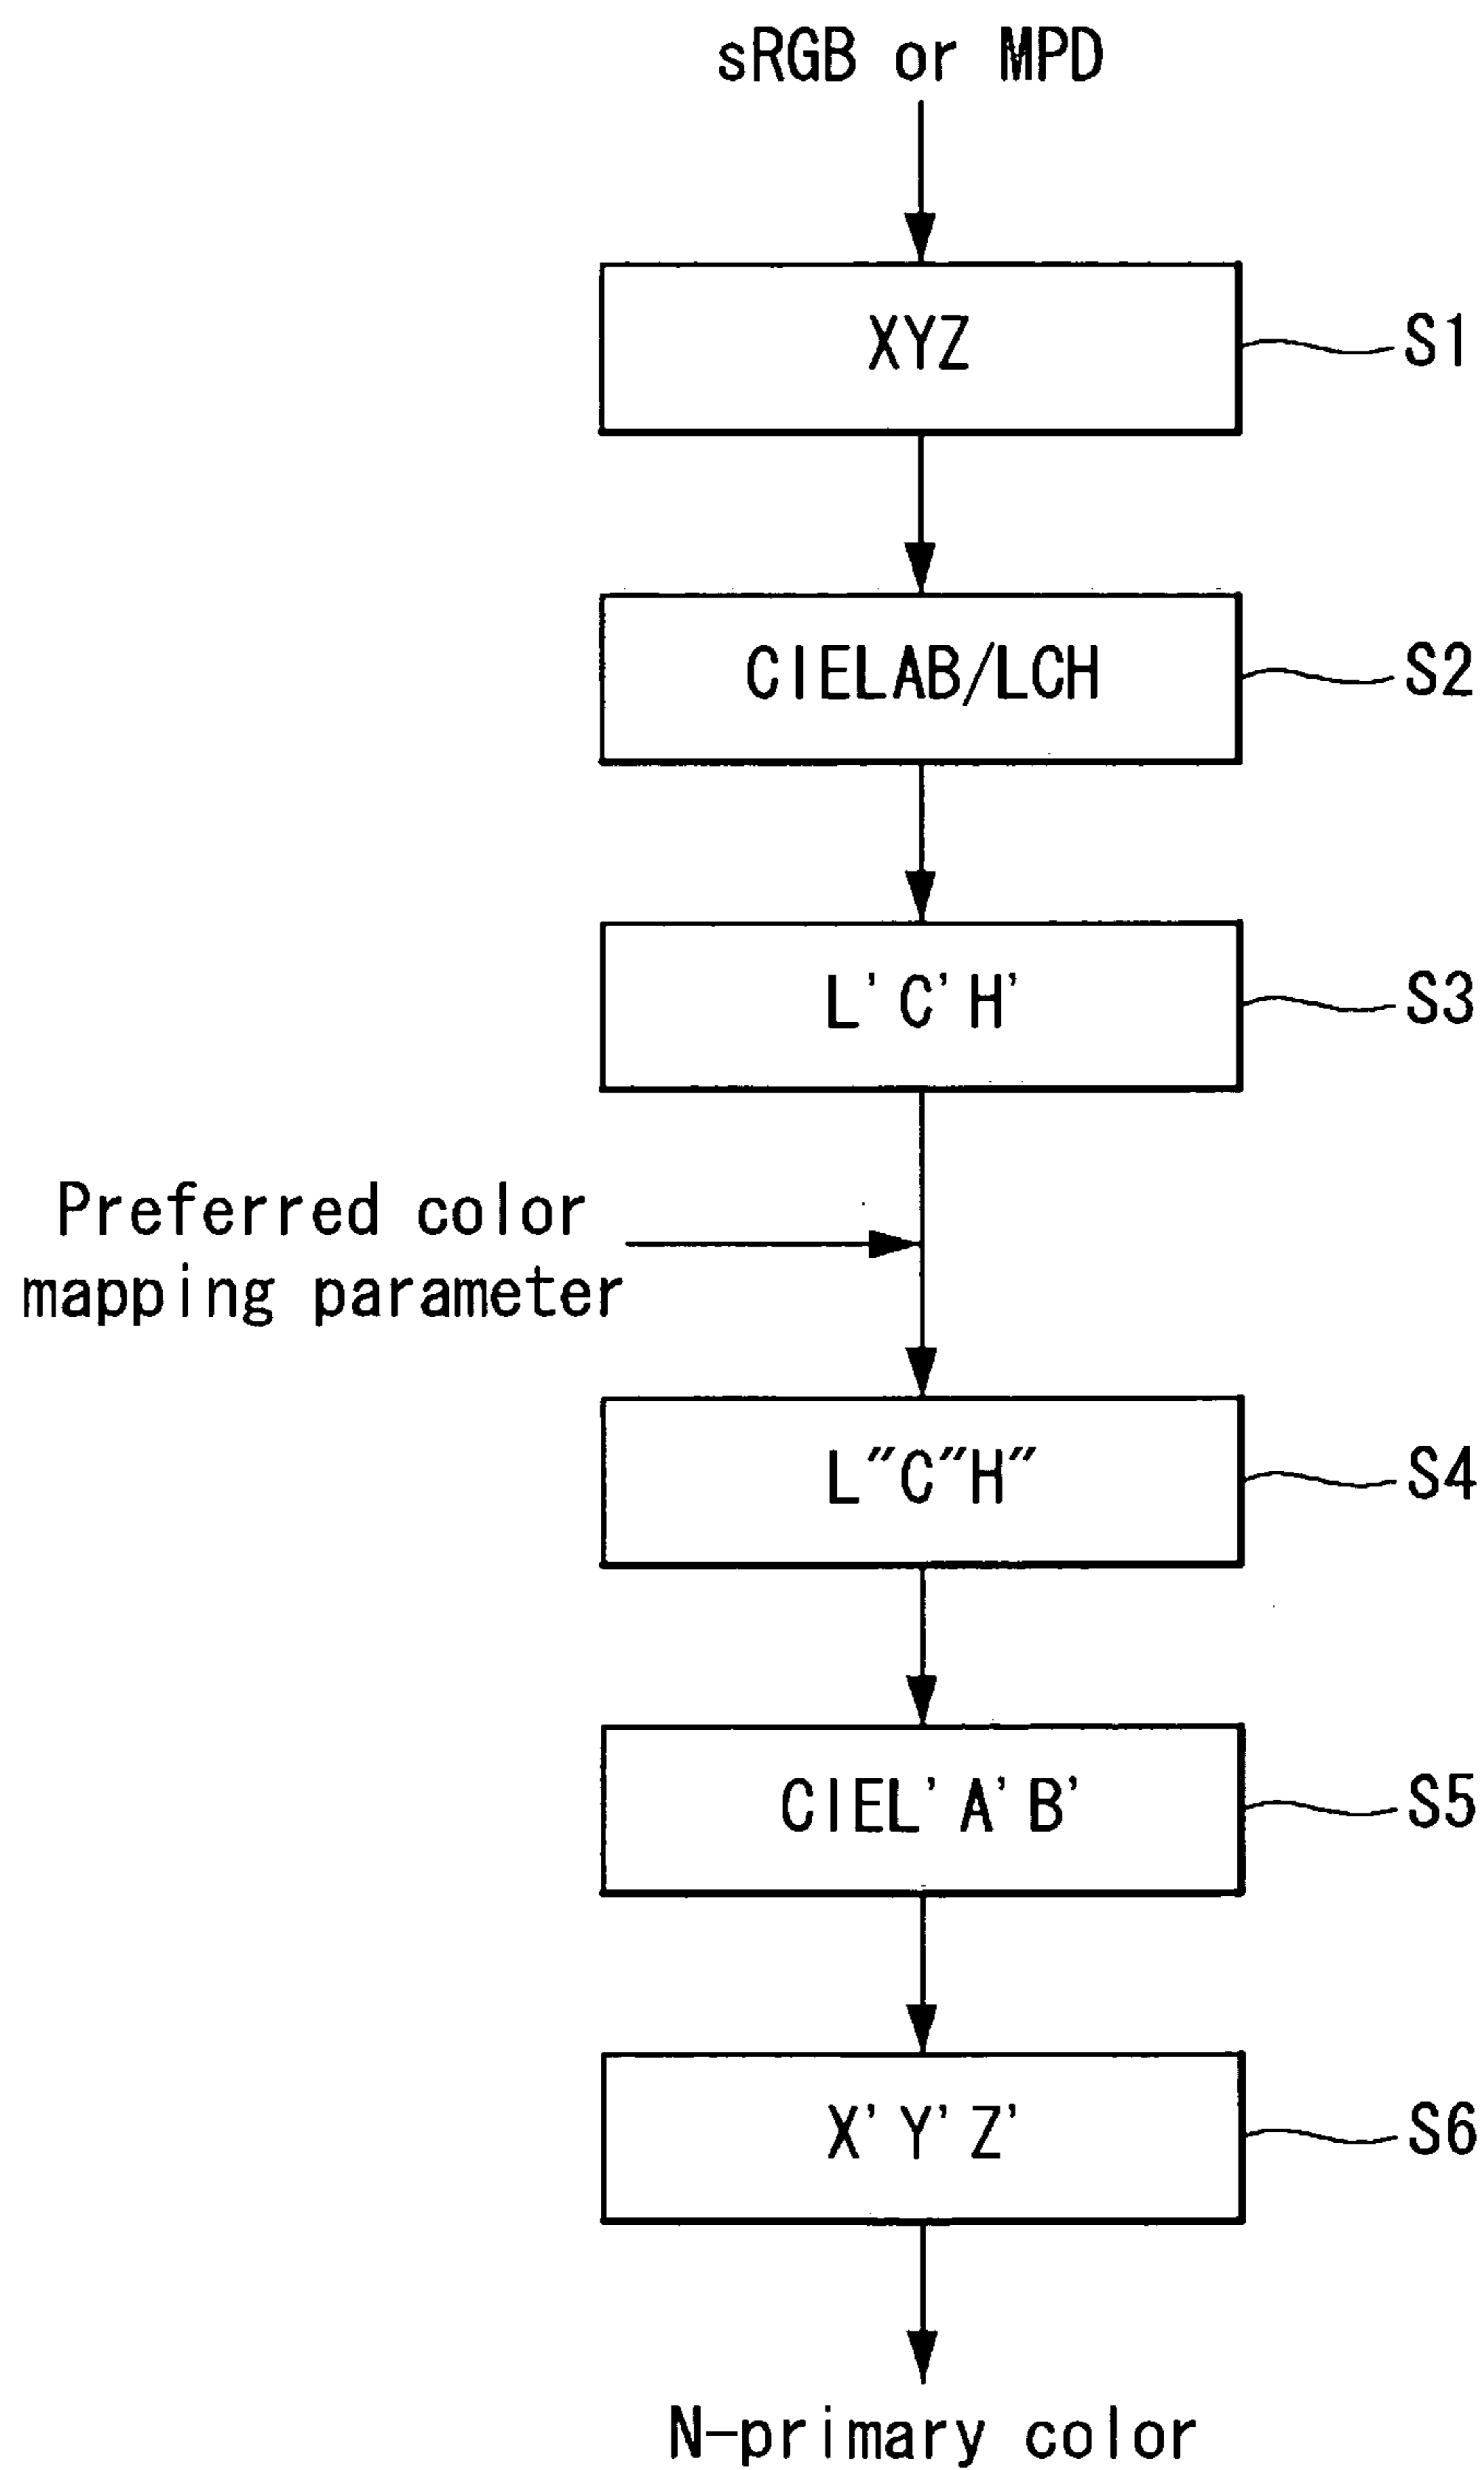 sRGB or MPD
XYZ
S1
CIELAB/LCH
S2
L'C'H'
S3
Preferred color
mapping parameter
L"C"H"
S4
CIEL'A'B'
S5
X'Y'Z'
S6
N-primary color